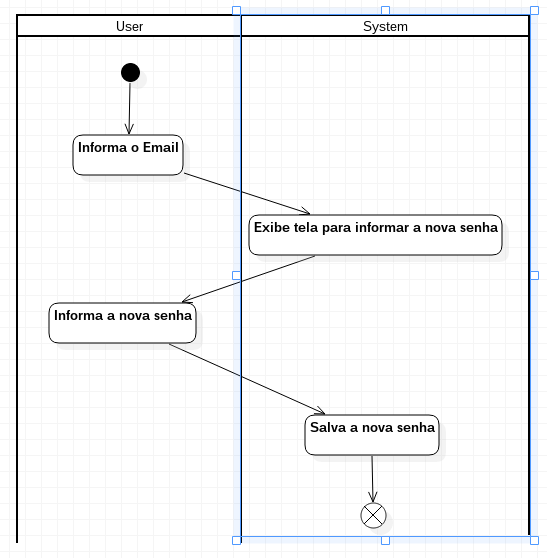 User
System
Informa o Email
Exibe tela para informar a nova senha
Informa a nova senha
Salva a nova senha